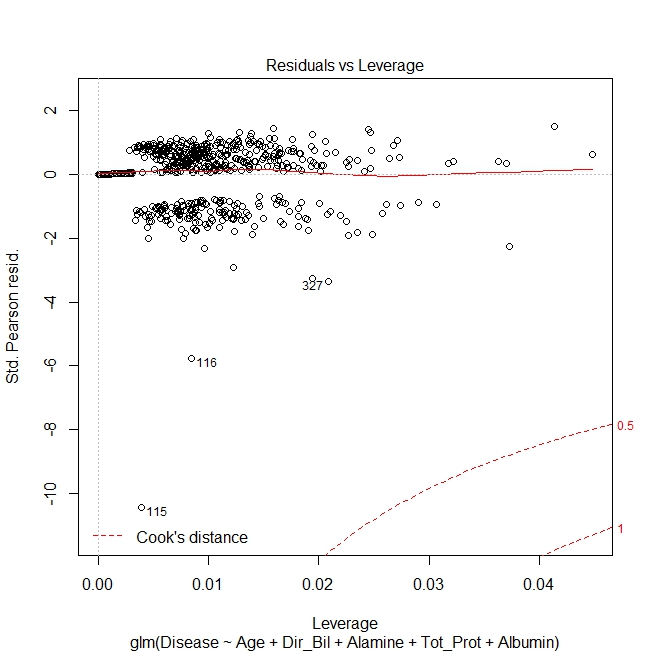 Residuals vs Leverage
2
0
-2
-4
-6
-8
-10
Std. Pearson resid.
327
116
115
0.5
1
Cook's distance
0.00 0.01 0.02 0.03 0.04
Leverage
glm(Disease ~ Age + Dir_Bil + Alamine + Tot_Prot + Albumin)